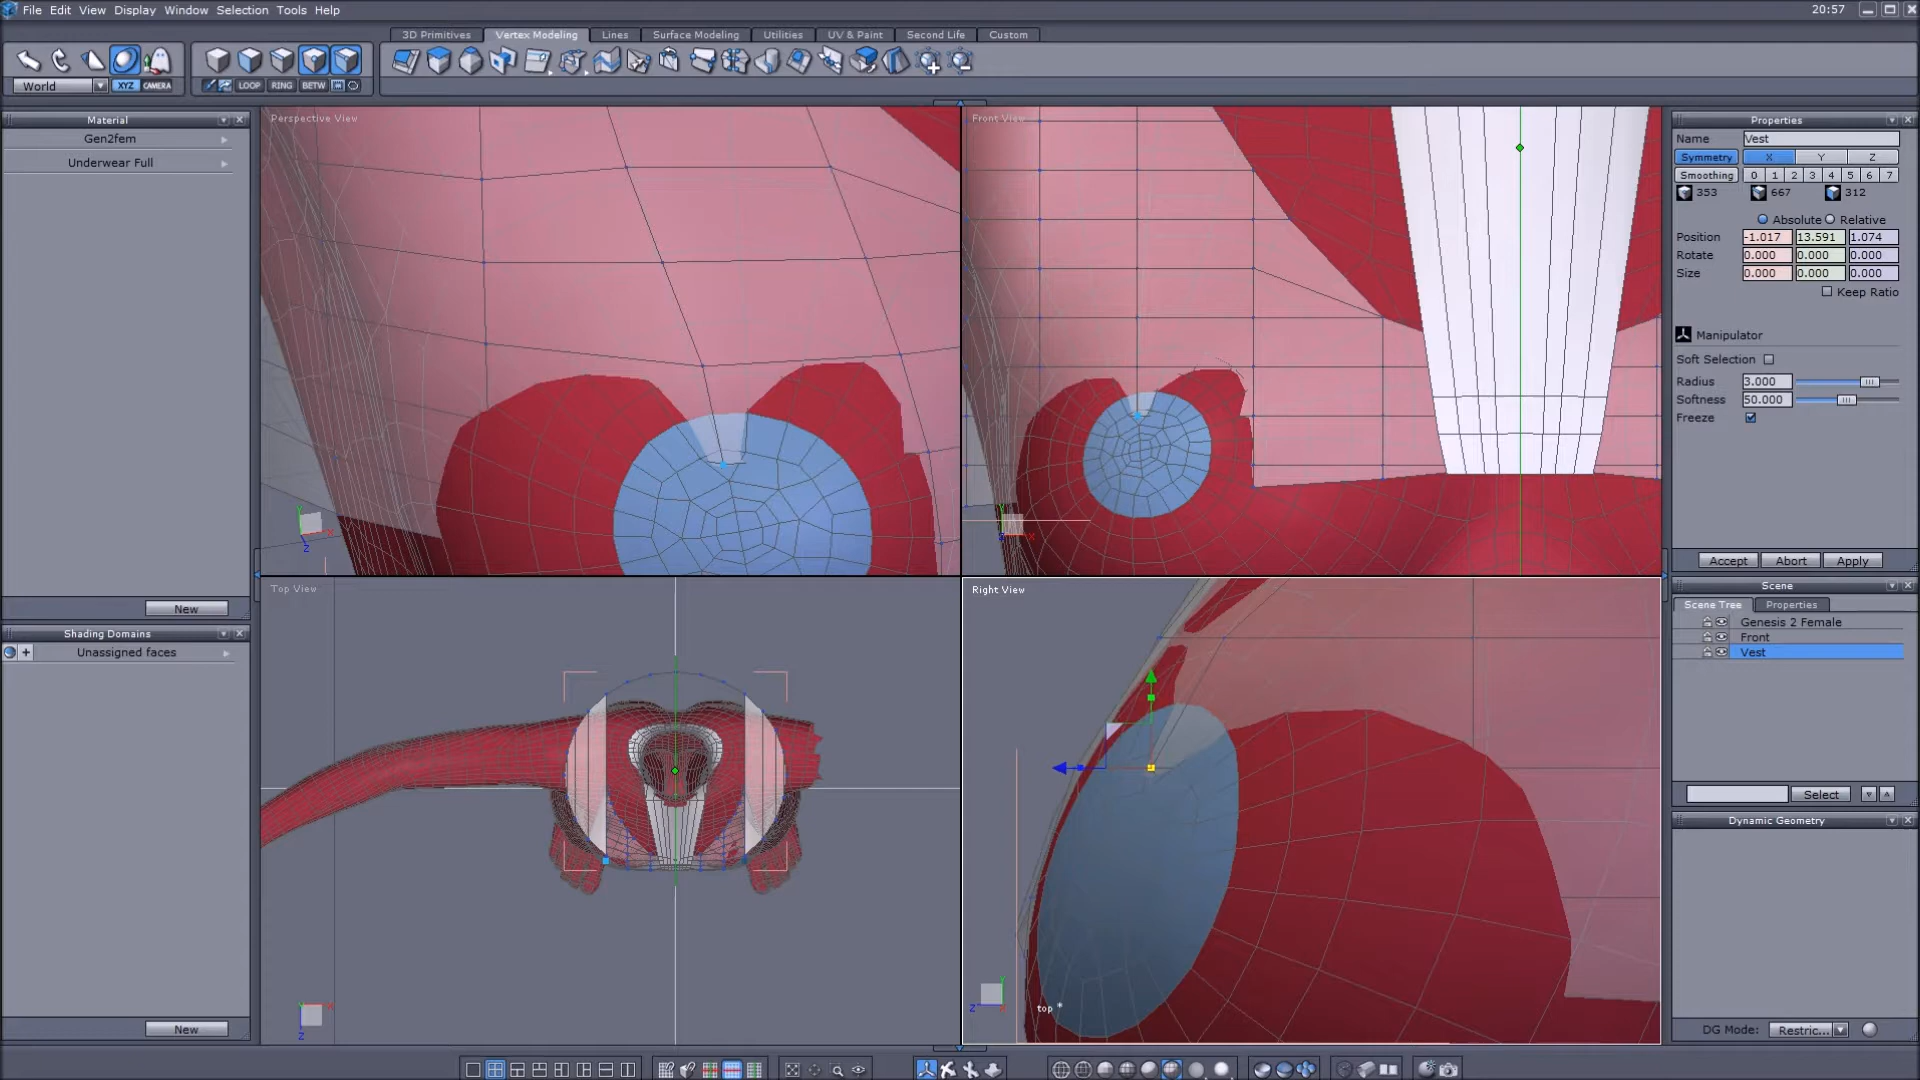 File Edit View Display Window Selection Tools Help 20:57
3D Primitives Vertex Modeling Lines Surface Modeling Utilities UV & Paint Second Life Custom
World XYZ CAMERA LOOP RING BETW
Material
Gen2fem
Underwear Full
New
Shading Domains
Unassigned faces
New
Perspective View
Front View
Top View
Right View
top *
Properties
Name Vest
Symmetry X Y Z
Smoothing 0 1 2 3 4 5 6 7
353 667 312
Absolute Relative
Position -1.017 13.591 1.074
Rotate 0.000 0.000 0.000
Size 0.000 0.000 0.000
Keep Ratio
Manipulator
Soft Selection
Radius 3.000
Softness 50.000
Freeze
Accept Abort Apply
Scene
Scene Tree Properties
Genesis 2 Female
Front
Vest
Select
Dynamic Geometry
DG Mode: Restric...